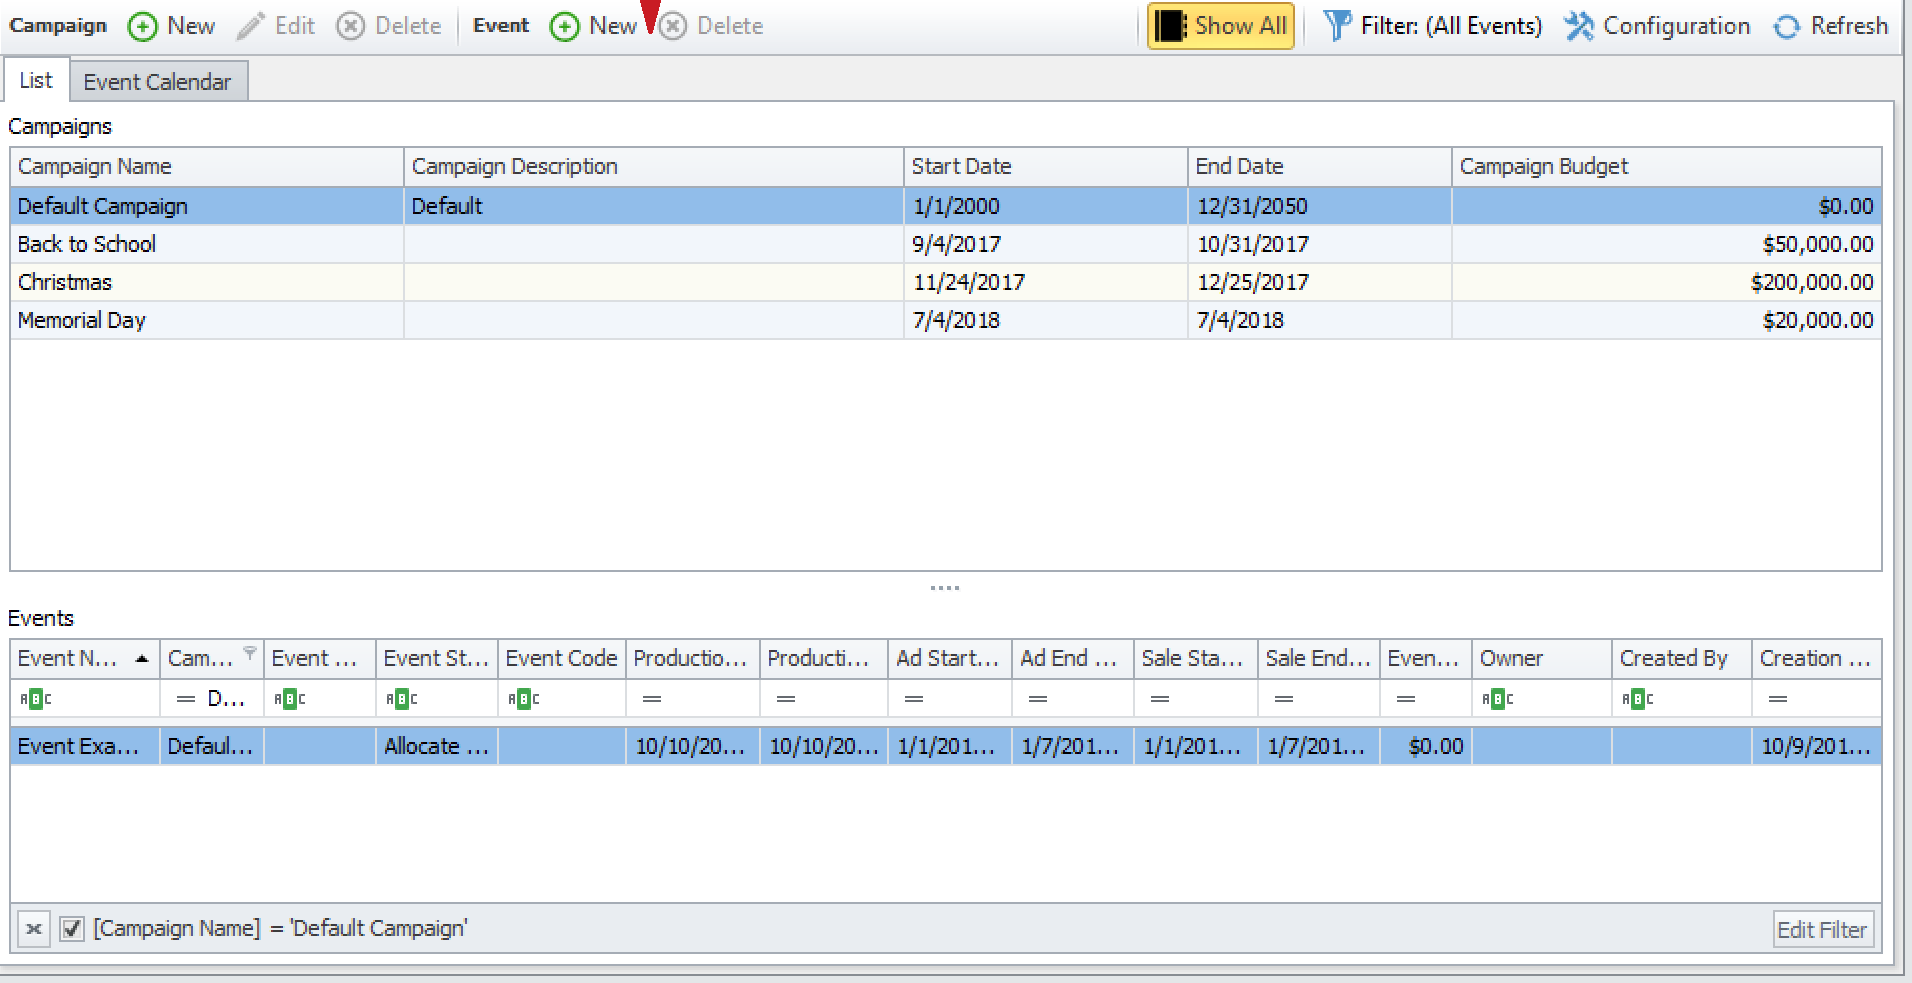 Campaign New Edit Delete Event New Delete Show All Filter: (All Events) Configuration Refresh
List Event Calendar
Campaigns
Campaign Name Campaign Description Start Date End Date Campaign Budget
Default Campaign Default 1/1/2000 12/31/2050 $0.00
Back to School 9/4/2017 10/31/2017 $50,000.00
Christmas 11/24/2017 12/25/2017 $200,000.00
Memorial Day 7/4/2018 7/4/2018 $20,000.00
Events
Event N... Cam... Event ... Event St... Event Code Productio... Producti... Ad Start... Ad End ... Sale Sta... Sale End... Even... Owner Created By Creation ...
ABC = D... ABC ABC ABC = = = = = = = ABC ABC =
Event Exa... Defaul... Allocate ... 10/10/20... 10/10/20... 1/1/201... 1/7/201... 1/1/201... 1/7/201... $0.00 10/9/201...
[Campaign Name] = 'Default Campaign' Edit Filter